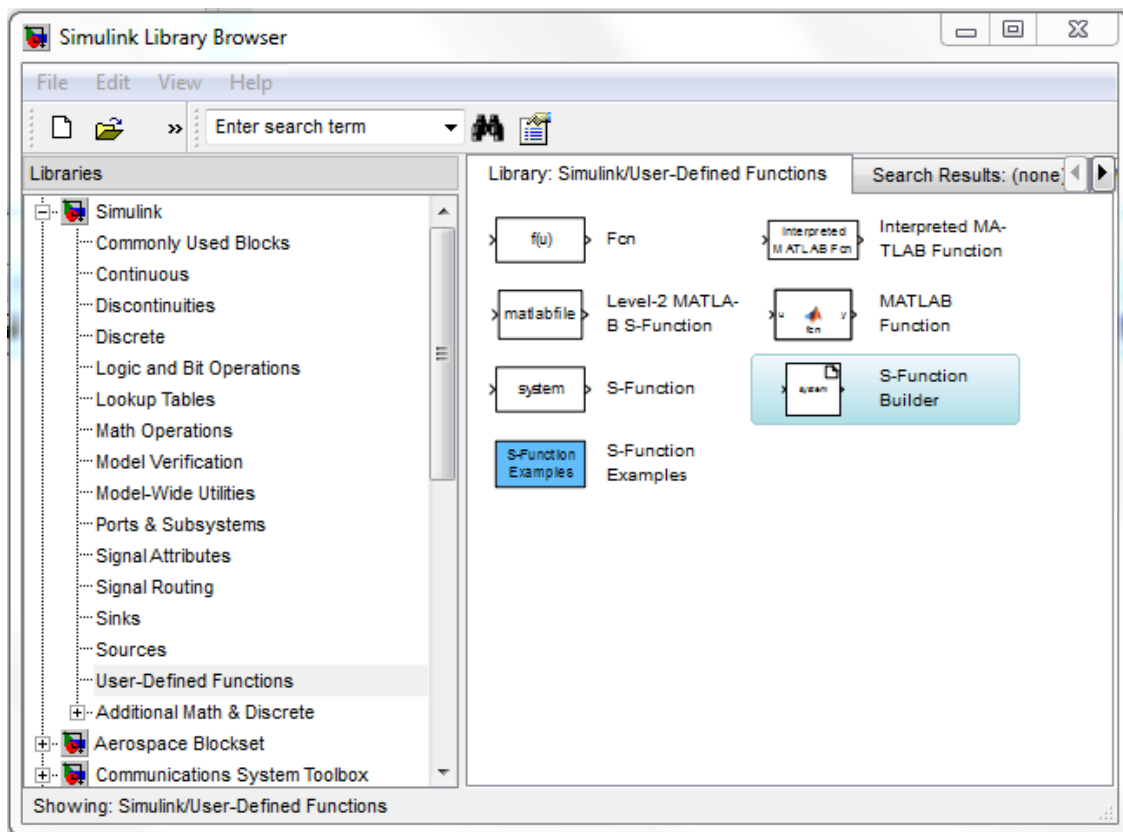 Simulink Library Browser
File Edit View Help
» Enter search term
Libraries
Simulink
Commonly Used Blocks
Continuous
Discontinuities
Discrete
Logic and Bit Operations
Lookup Tables
Math Operations
Model Verification
Model-Wide Utilities
Ports & Subsystems
Signal Attributes
Signal Routing
Sinks
Sources
User-Defined Functions
Additional Math & Discrete
Aerospace Blockset
Communications System Toolbox
Library: Simulink/User-Defined Functions
Search Results: (none)
f(u)
Fcn
Interpreted
MATLAB Fcn
Interpreted MA-
TLAB Function
matlabfile
Level-2 MATLA-
B S-Function
u fcn y
MATLAB
Function
system
S-Function
system
S-Function
Builder
S-Function
Examples
S-Function
Examples
Showing: Simulink/User-Defined Functions